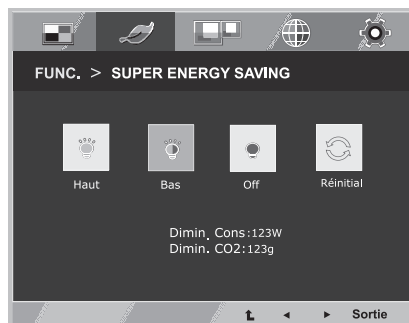 FUNC. > SUPER ENERGY SAVING
Haut Bas Off Réinitial
Dimin. Cons:123W
Dimin. CO2:123g
Sortie